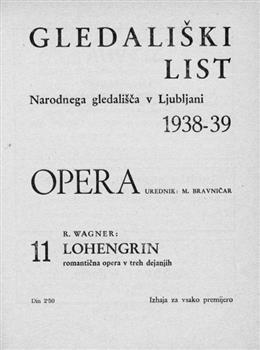 GLEDALIŠKI
LIST
Narodnega gledališča v Ljubljani
1938-39
OPERA UREDNIK: M. BRAVNIČAR
R. WAGNER:
11 LOHENGRIN
romantična opera v treh dejanjih
Din 2'50 Izhaja za vsako premijero